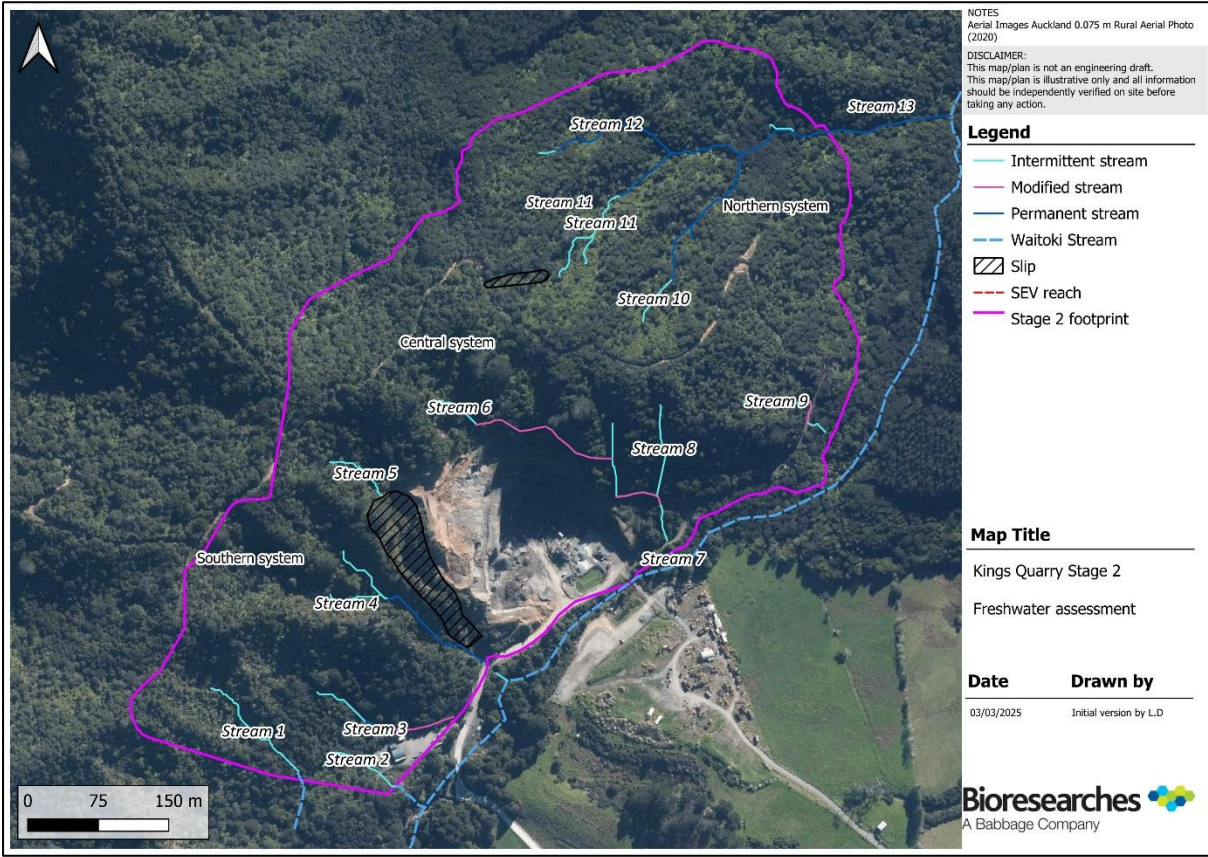 NOTES
Aerial Images Auckland 0.075 m Rural Aerial Photo
(2020)
DISCLAIMER:
This map/plan is not an engineering draft.
This map/plan is illustrative only and all information
should be independently verified on site before
taking any action.
Legend
Intermittent stream
Modified stream
Permanent stream
Waitoki Stream
Slip
SEV reach
Stage 2 footprint
Map Title
Kings Quarry Stage 2
Freshwater assessment
Date Drawn by
03/03/2025 Initial version by L.D
Bioresearches
A Babbage Company
Stream 13
Stream 12
Stream 11
Stream 11
Northern system
Stream 10
Central system
Stream 6
Stream 9
Stream 8
Stream 5
Stream 7
Southern system
Stream 4
Stream 3
Stream 1
Stream 2
0 75 150 m